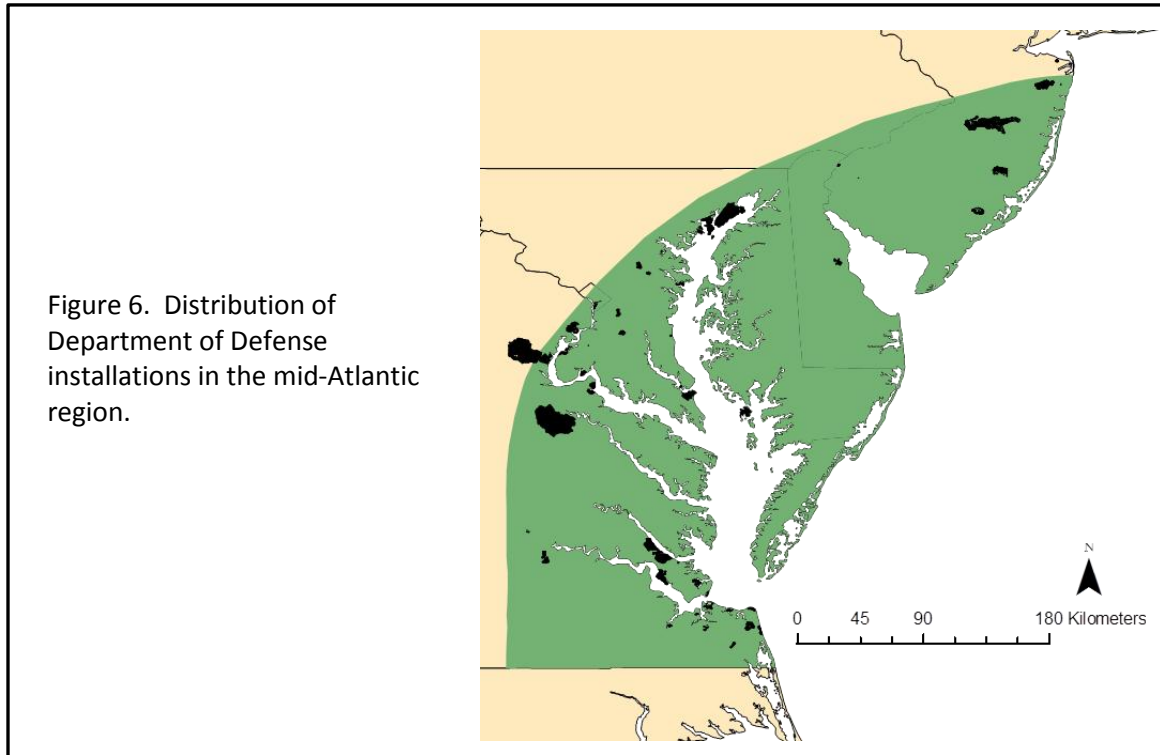 Figure 6.  Distribution of
Department of Defense
installations in the mid-Atlantic
region.
N
0 45 90 180 Kilometers